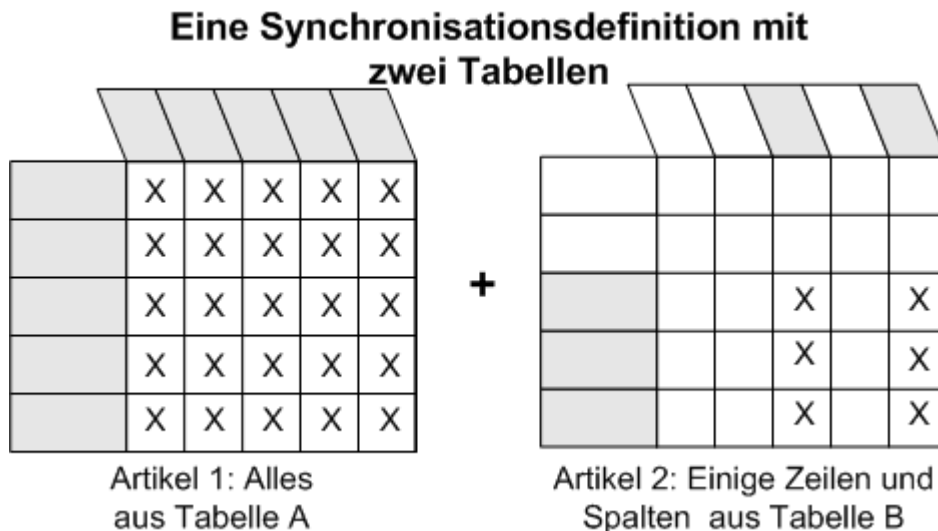 Eine Synchronisationsdefinition mit
zwei Tabellen
X X X X X
X X X X X
X X X X X
X X X X X
X X X X X
+
X X
X X
X X
Artikel 1: Alles
aus Tabelle A
Artikel 2: Einige Zeilen und
Spalten aus Tabelle B